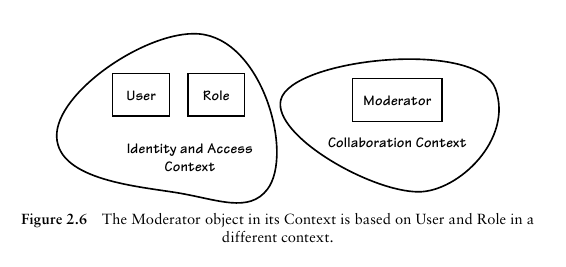 User
Role
Identity and Access
Context
Moderator
Collaboration Context
Figure 2.6 The Moderator object in its Context is based on User and Role in a
different context.